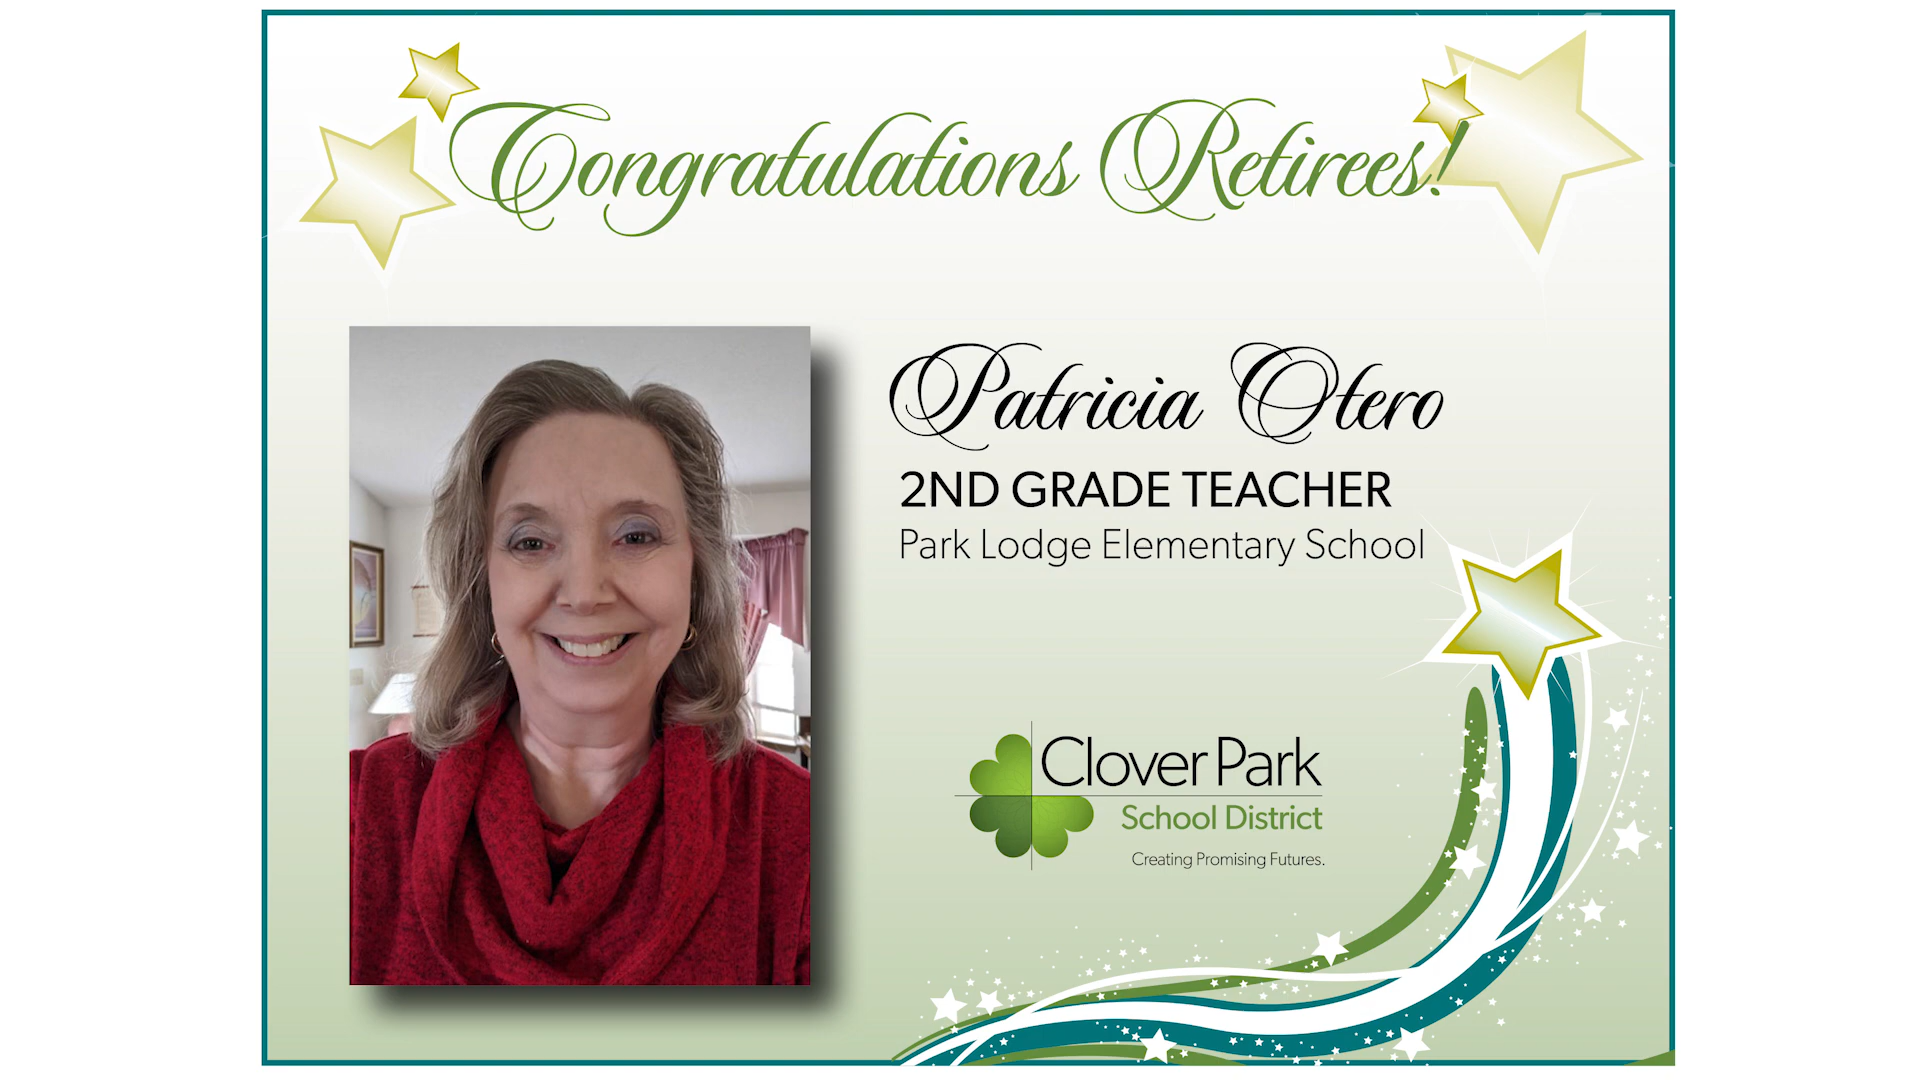 Congratulations Retirees!
Patricia Otero
2ND GRADE TEACHER
Park Lodge Elementary School
Clover Park
School District
Creating Promising Futures.